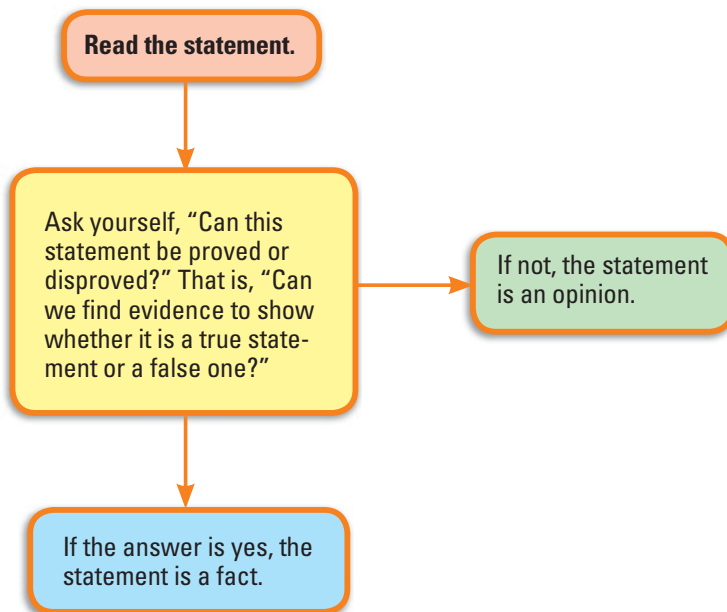 Read the statement.
Ask yourself, “Can this
statement be proved or
disproved?” That is, “Can
we find evidence to show
whether it is a true state-
ment or a false one?”
If not, the statement
is an opinion.
If the answer is yes, the
statement is a fact.